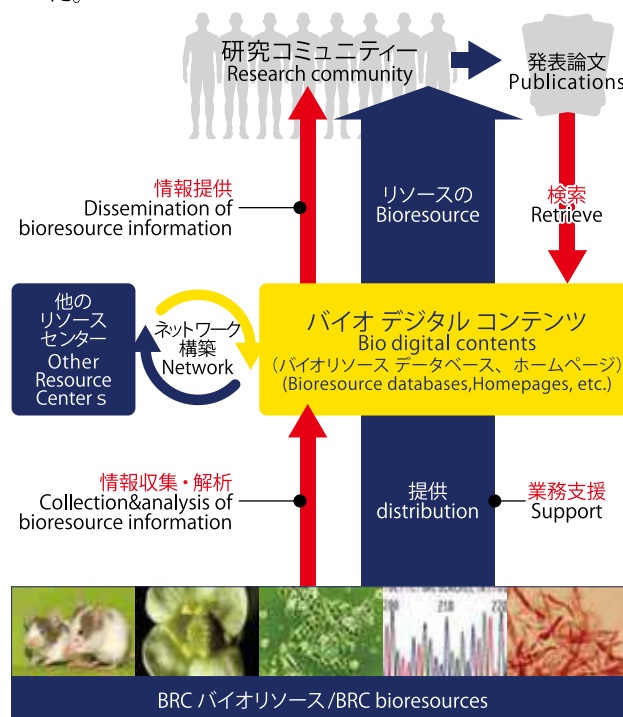 た。
研究コミュニティー
Research community
発表論文
Publications
情報提供
Dissemination of
bioresource information
リソースの
Bioresource
検索
Retrieve
他の
リソース
センター
Other
Resource
Center s
ネットワーク
構築
Network
バイオ デジタル コンテンツ
Bio digital contents
(バイオリソース データベース、ホームページ)
(Bioresource databases,Homepages, etc.)
情報収集・解析
Collection&analysis of
bioresource information
提供
distribution
業務支援
Support
200 210 220
BRC バイオリソース/BRC bioresources